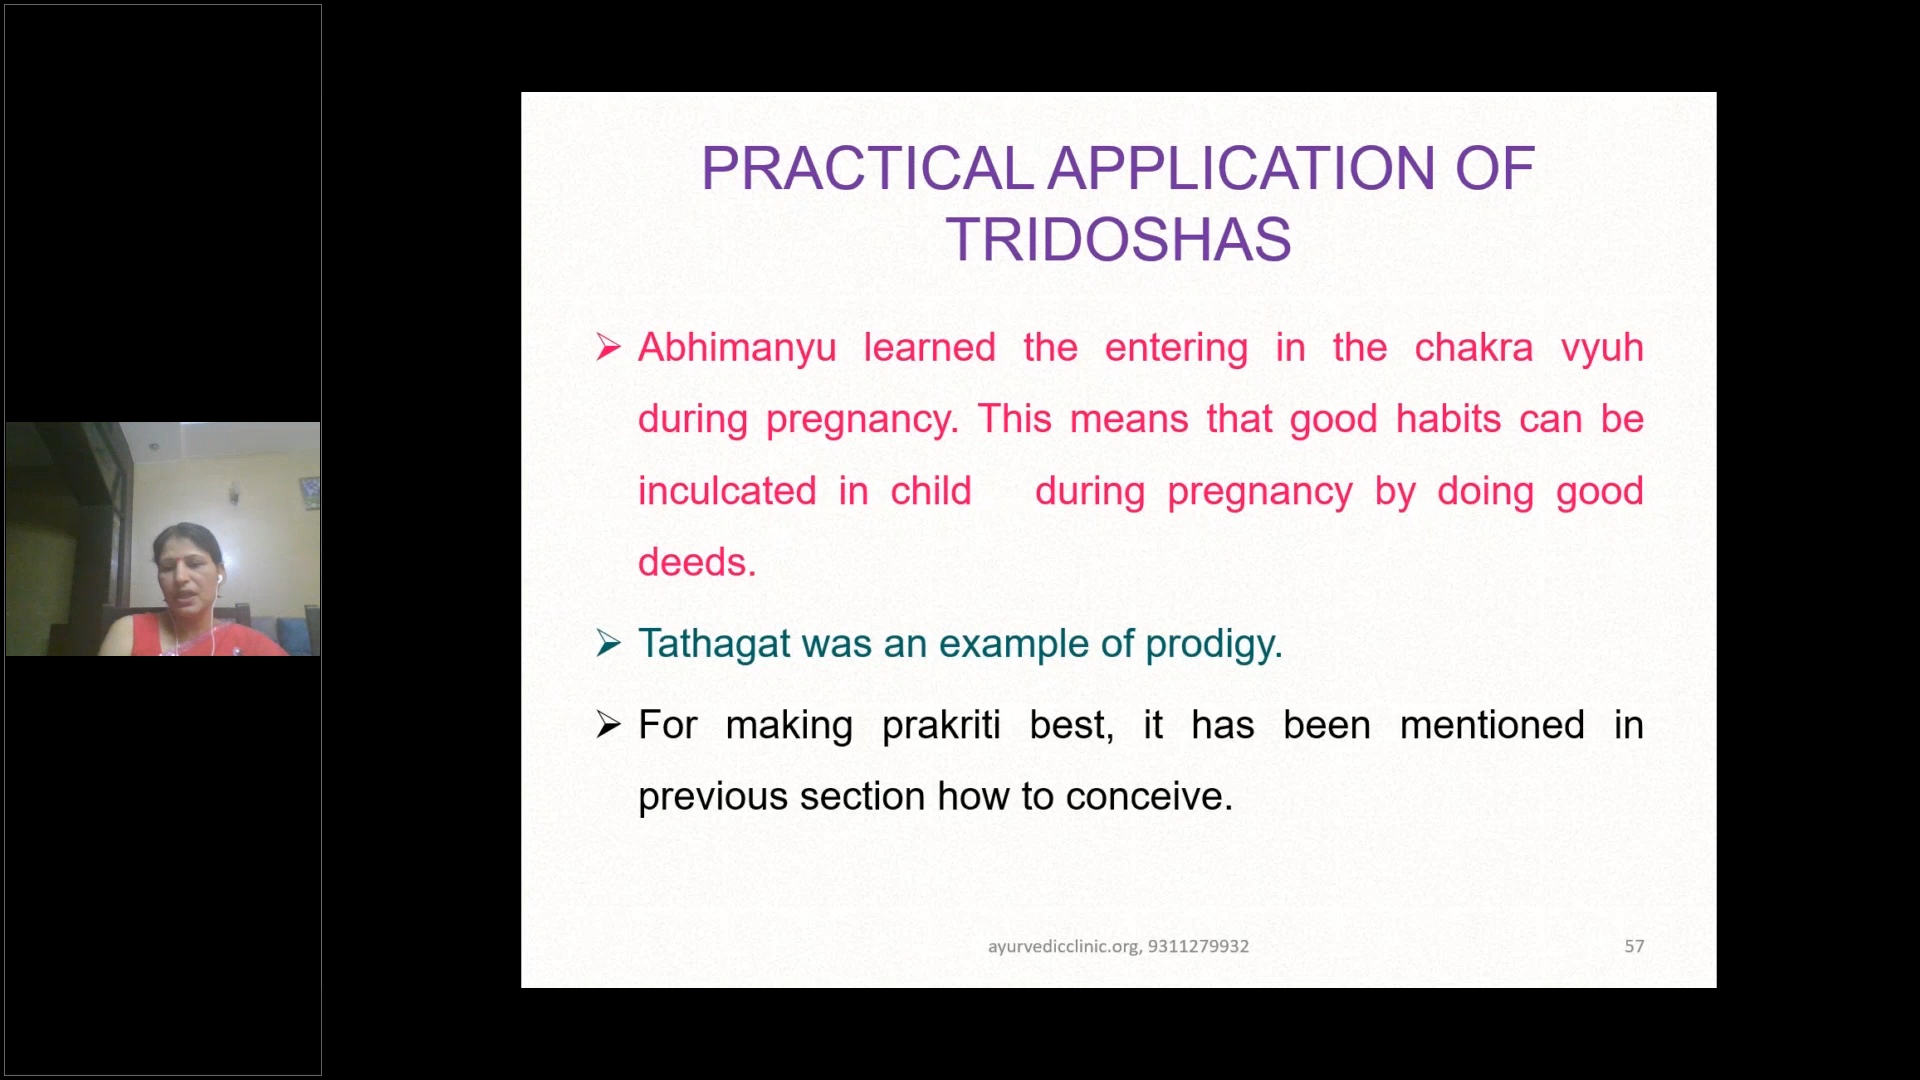 PRACTICAL APPLICATION OF
TRIDOSHAS
➢ Abhimanyu learned the entering in the chakra vyuh
during pregnancy. This means that good habits can be
inculcated in child during pregnancy by doing good
deeds.
➢ Tathagat was an example of prodigy.
➢ For making prakriti best, it has been mentioned in
previous section how to conceive.
ayurvedicclinic.org, 9311279932 57